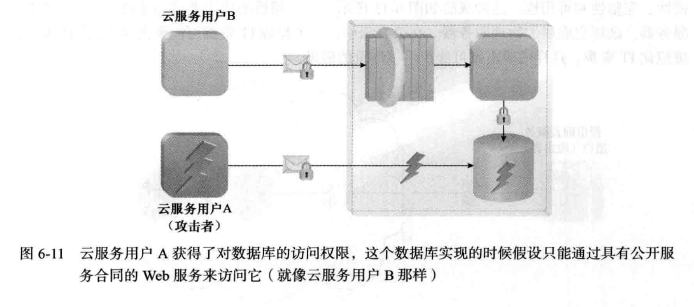 云服务用户B
云服务用户A
（攻击者）
图 6-11 云服务用户 A 获得了对数据库的访问权限，这个数据库实现的时候假设只能通过具有公开服
务合同的 Web 服务来访问它（就像云服务用户 B 那样）